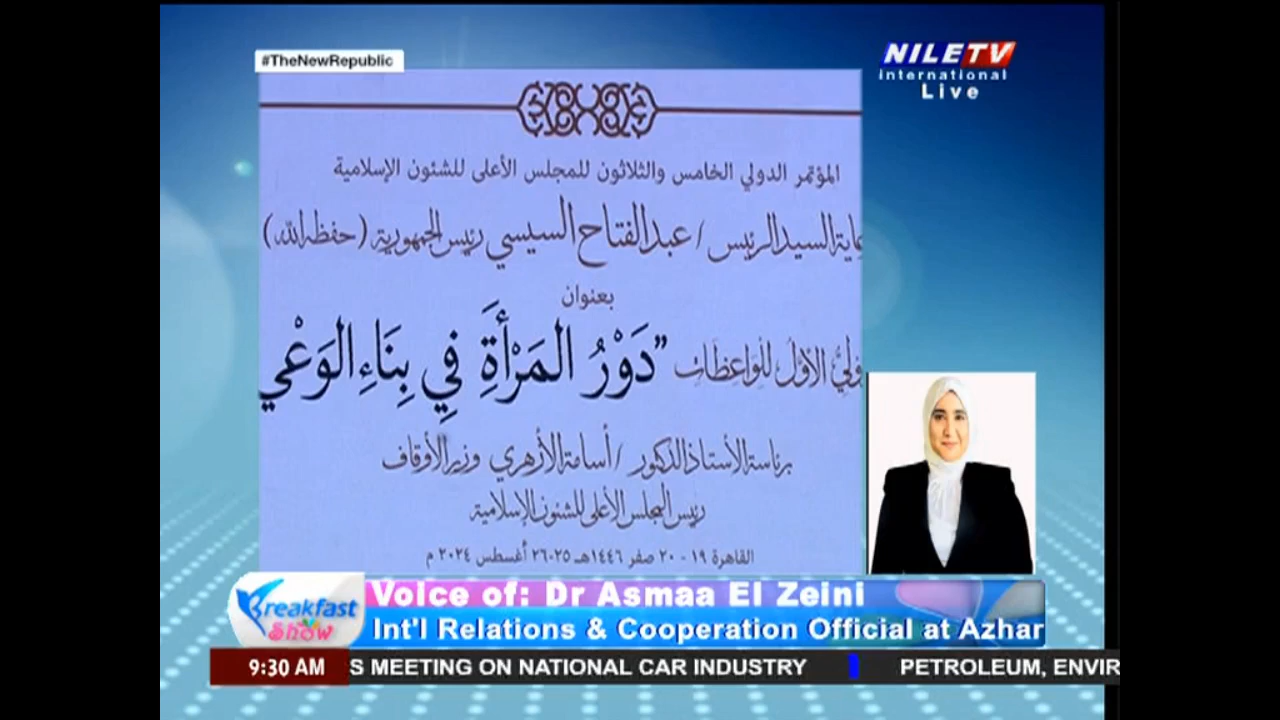 #TheNewRepublic
NILETV
international
Live
المؤتمر الدولي الخامس والثلاثون للمجلس الأعلى للشئون الإسلامية
السيد الرئيس / عبد الفتاح السيسي رئيس الجمهورية (حفظه الله)
بعنوان
الأول للواعظات "دَوْرُ المَرْأَةِ فِي بِنَاءِ الوَعْي
برئاسة الأستاذ الدكتور / أسامة الأزهري وزير الأوقاف
رئيس المجلس الأعلى للشئون الإسلامية
القاهرة ١٩ - ٢٠ صفر ١٤٤٦هـ ٢٥-٢٦ أغسطس ٢٠٢٤ م
Breakfast
Show
Voice of: Dr Asmaa El Zeini
Int'l Relations & Cooperation Official at Azhar
9:30 AM S MEETING ON NATIONAL CAR INDUSTRY PETROLEUM, ENVIR